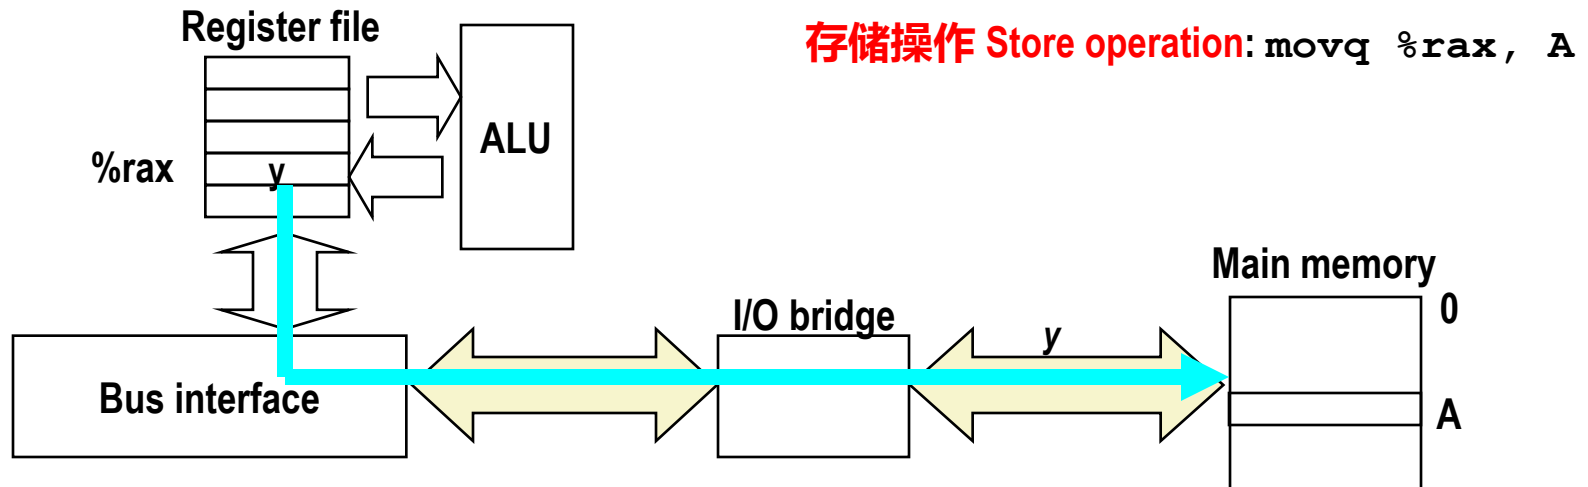 Register file
存储操作 Store operation: movq %rax, A
ALU
%rax
y
Main memory
0
I/O bridge
y
Bus interface
A